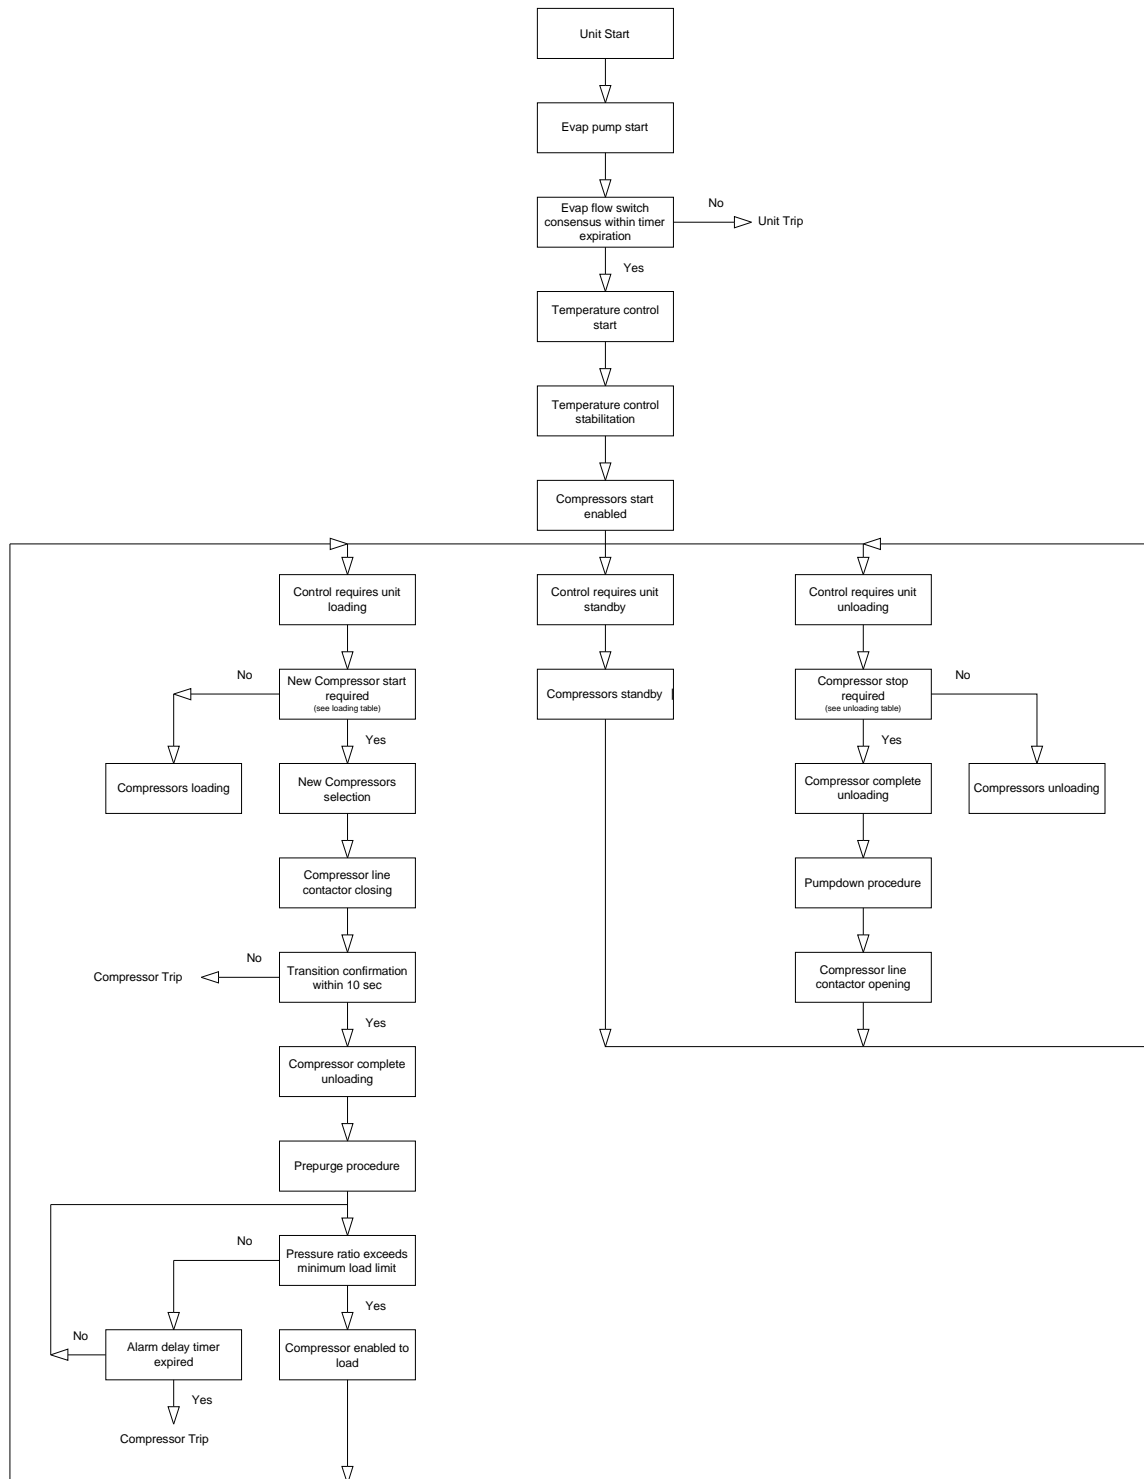 Unit Start
Evap pump start
Evap flow switch
consensus within timer
expiration
No
Unit Trip
Yes
Temperature control
start
Temperature control
stabilitation
Compressors start
enabled
Control requires unit
loading
Control requires unit
standby
Control requires unit
unloading
No
New Compressor start
required
(see loading table)
Compressors standby
Compressor stop
required
(see unloading table)
No
Yes
Yes
Compressors loading
New Compressors
selection
Compressor complete
unloading
Compressors unloading
Compressor line
contactor closing
Pumpdown procedure
No
Compressor Trip
Transition confirmation
within 10 sec
Compressor line
contactor opening
Yes
Compressor complete
unloading
Prepurge procedure
No
Pressure ratio exceeds
minimum load limit
Yes
No
Alarm delay timer
expired
Compressor enabled to
load
Yes
Compressor Trip